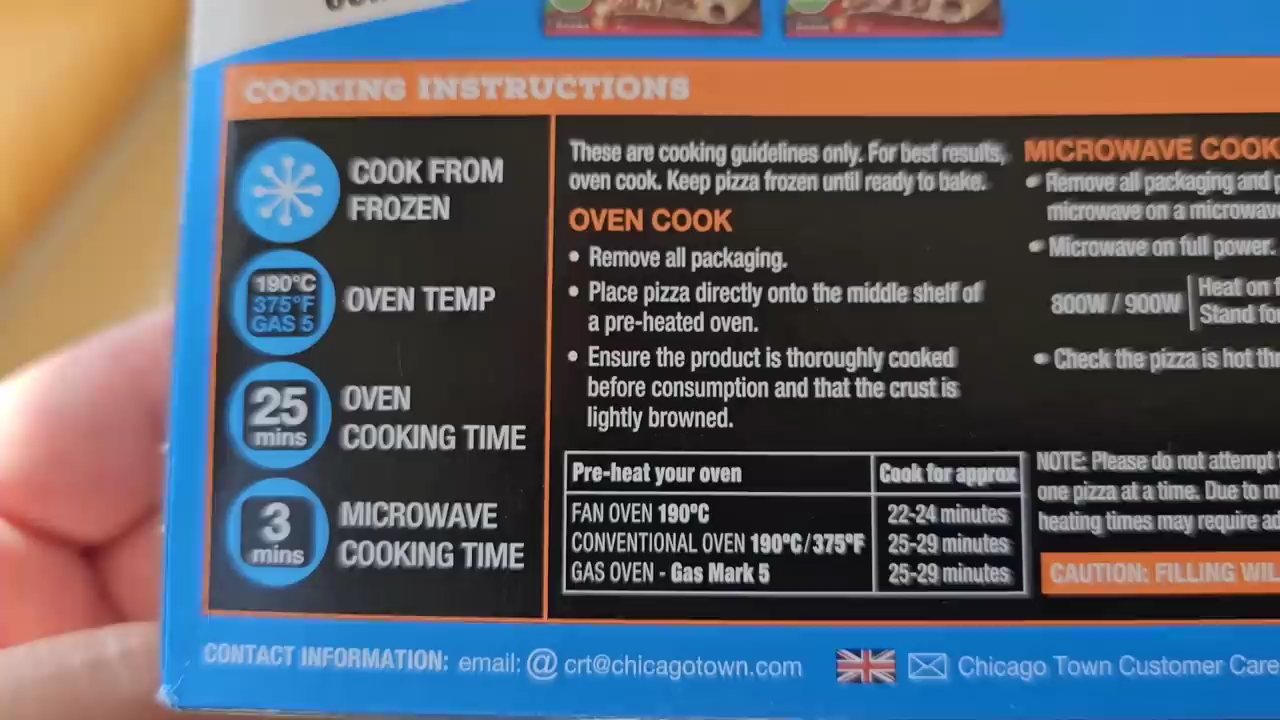 COOKING INSTRUCTIONS
COOK FROM
FROZEN
190°C
375°F
GAS 5
OVEN TEMP
25
mins
OVEN
COOKING TIME
3
mins
MICROWAVE
COOKING TIME
These are cooking guidelines only. For best results,
oven cook. Keep pizza frozen until ready to bake.
OVEN COOK
• Remove all packaging.
• Place pizza directly onto the middle shelf of
a pre-heated oven.
• Ensure the product is thoroughly cooked
before consumption and that the crust is
lightly browned.
Pre-heat your oven Cook for approx
FAN OVEN 190°C 22-24 minutes
CONVENTIONAL OVEN 190°C/375°F 25-29 minutes
GAS OVEN - Gas Mark 5 25-29 minutes
MICROWAVE COOK
• Remove all packaging and
microwave on a
• Microwave on full power.
800W / 900W
Heat on
Stand
• Check the pizza is hot
NOTE: Please do not attempt
one pizza at a time. Due to
heating times may require
CAUTION: FILLING
CONTACT INFORMATION: email: @ crt@chicagotown.com
Chicago Town Customer Care